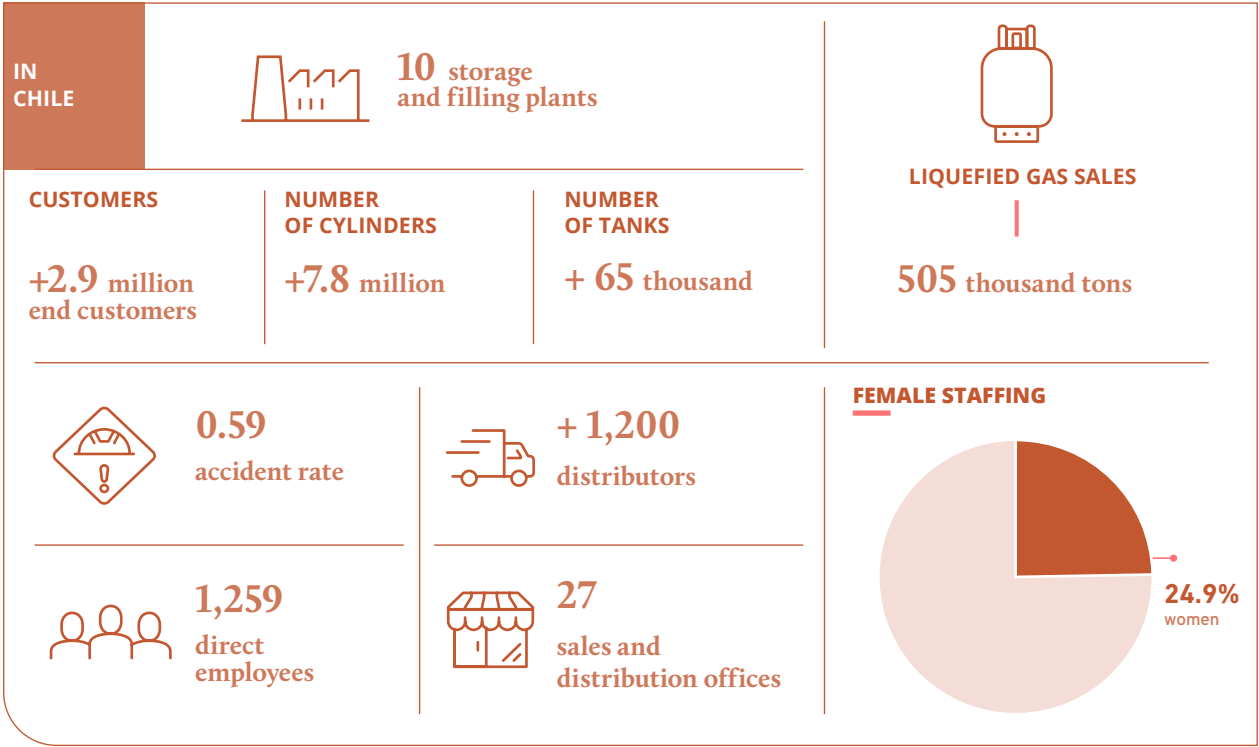 IN
CHILE
10 storage
and filling plants
LIQUEFIED GAS SALES
505 thousand tons
CUSTOMERS
+2.9 million
end customers
NUMBER
OF CYLINDERS
+7.8 million
NUMBER
OF TANKS
+ 65 thousand
0.59
accident rate
+ 1,200
distributors
1,259
direct
employees
27
sales and
distribution offices
FEMALE STAFFING
24.9%
women